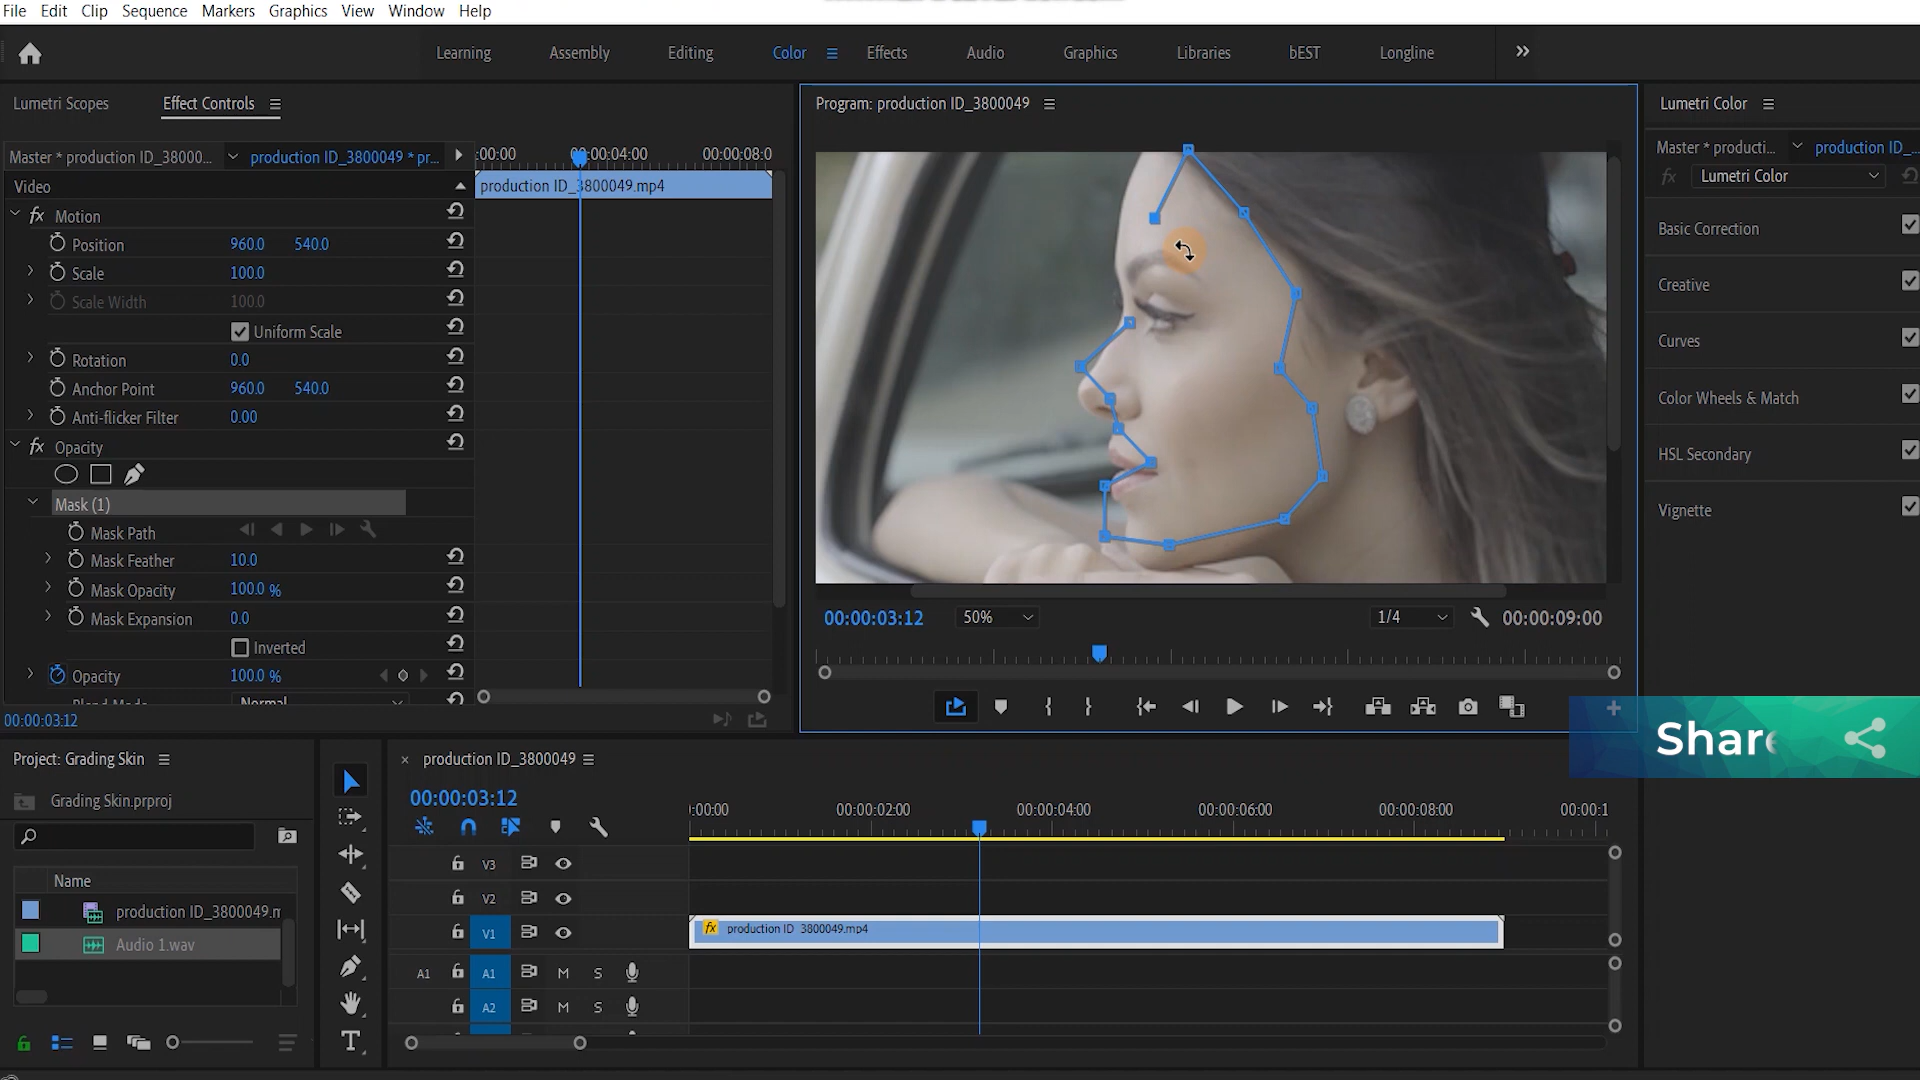 File Edit Clip Sequence Markers Graphics View Window Help
Learning Assembly Editing Color Effects Audio Graphics Libraries bEST Longline
Lumetri Scopes Effect Controls
Master * production ID_38000... production ID_3800049 * pr...
:00:00 00:00:04:00 00:00:08:0
Video
production ID_3800049.mp4
fx Motion
Position 960.0 540.0
Scale 100.0
Scale Width 100.0
Uniform Scale
Rotation 0.0
Anchor Point 960.0 540.0
Anti-flicker Filter 0.00
fx Opacity
Mask (1)
Mask Path
Mask Feather 10.0
Mask Opacity 100.0 %
Mask Expansion 0.0
Inverted
Opacity 100.0 %
Blend Mode Normal
00:00:03:12
Program: production ID_3800049
00:00:03:12 50% 1/4 00:00:09:00
Lumetri Color
Master * producti... production ID_...
fx Lumetri Color
Basic Correction
Creative
Curves
Color Wheels & Match
HSL Secondary
Vignette
Share
Project: Grading Skin
Grading Skin.prproj
Name
production ID_3800049.m
Audio 1.wav
T
× production ID_3800049
00:00:03:12
:00:00 00:00:02:00 00:00:04:00 00:00:06:00 00:00:08:00 00:00:1
V3
V2
V1
fx production ID_3800049.mp4
A1 A1 M S
A2 M S